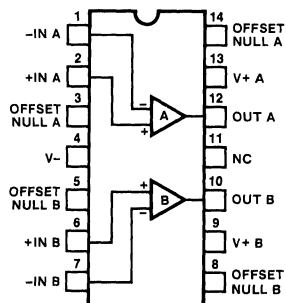 1
-IN A
2
+IN A
3
OFFSET
NULL A
4
V-
5
OFFSET
NULL B
6
+IN B
7
-IN B
-
+
A
+
-
B
14
OFFSET
NULL A
13
V+ A
12
OUT A
11
NC
10
OUT B
9
V+ B
8
OFFSET
NULL B